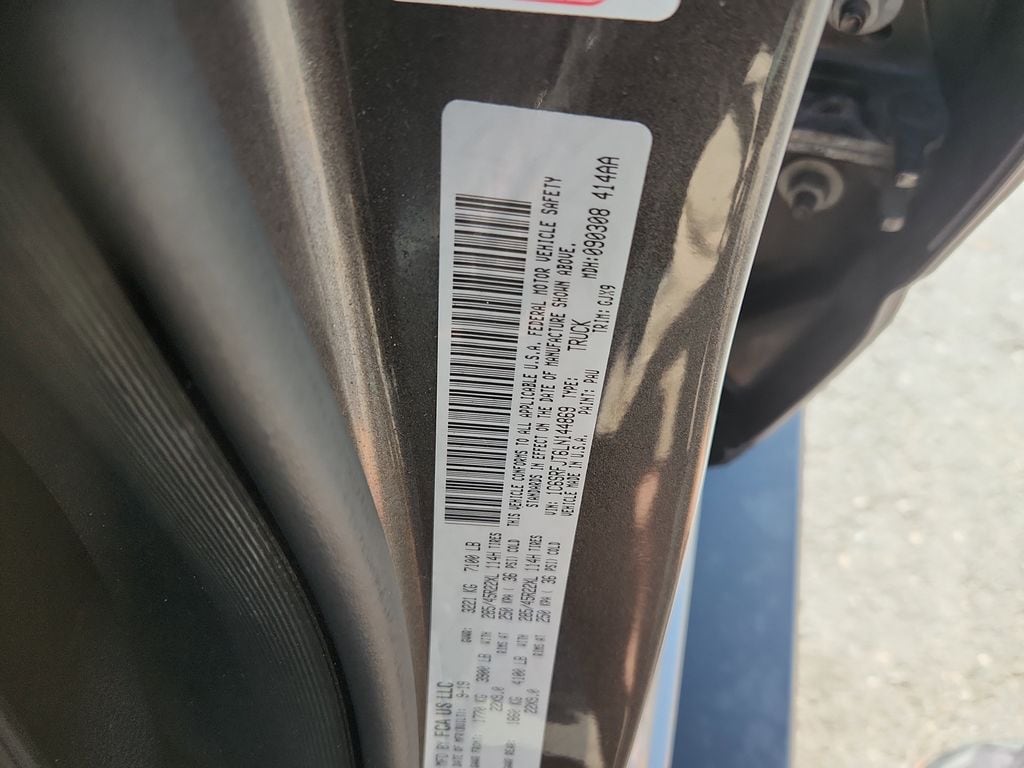 MFD BY: FCA US LLC
DATE OF MFR(BUILT): 9-19 GVWR: 3221 KG 7100 LB
GAWR FRONT: 1770 KG 3900 LB WITH 285/45R22XL 114H TIRES
22X9.0 RIMS AT 250 KPA ( 36 PSI) COLD
GAWR REAR: 1860 KG 4100 LB WITH 285/45R22XL 114H TIRES
22X9.0 RIMS AT 250 KPA ( 36 PSI) COLD
THIS VEHICLE CONFORMS TO ALL APPLICABLE U.S.A. FEDERAL MOTOR VEHICLE SAFETY
STANDARDS IN EFFECT ON THE DATE OF MANUFACTURE SHOWN ABOVE.
VIN: 1C6SRFJT6LN144869 TYPE: TRUCK
VEHICLE MADE IN U.S.A. PAINT: PAU TRIM: GJX9 MDH: 090308 414AA